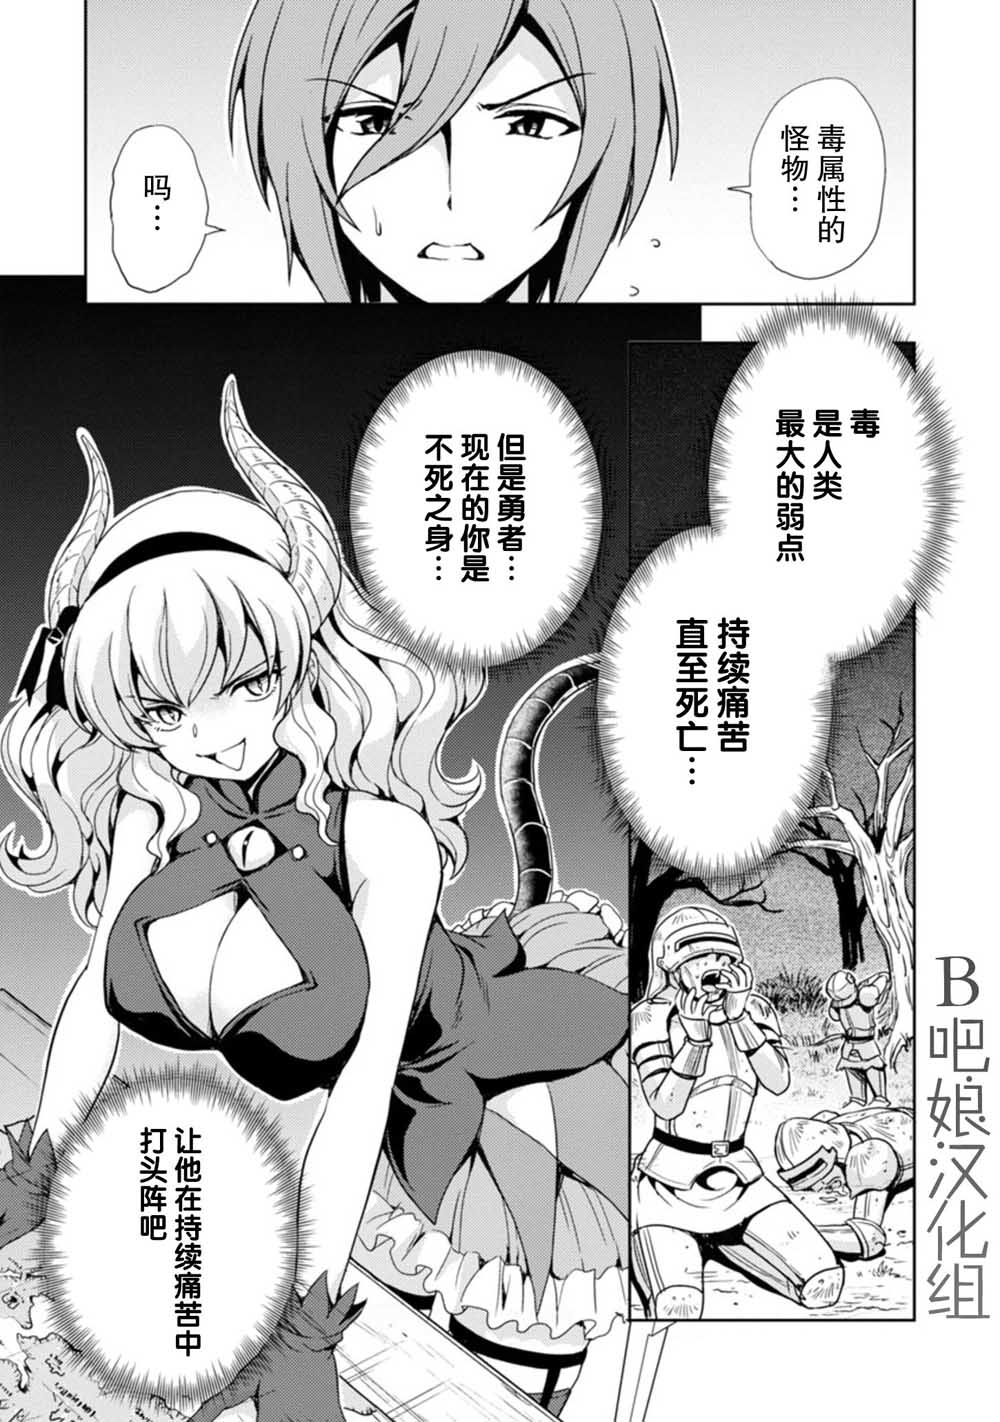 毒属性的
怪物…
吗…
毒
是人类
最大的弱点
持续痛苦
直至死亡…
但是勇者…
现在的你是
不死之身…
让他在持续痛苦中
打头阵吧
B吧娘汉化组